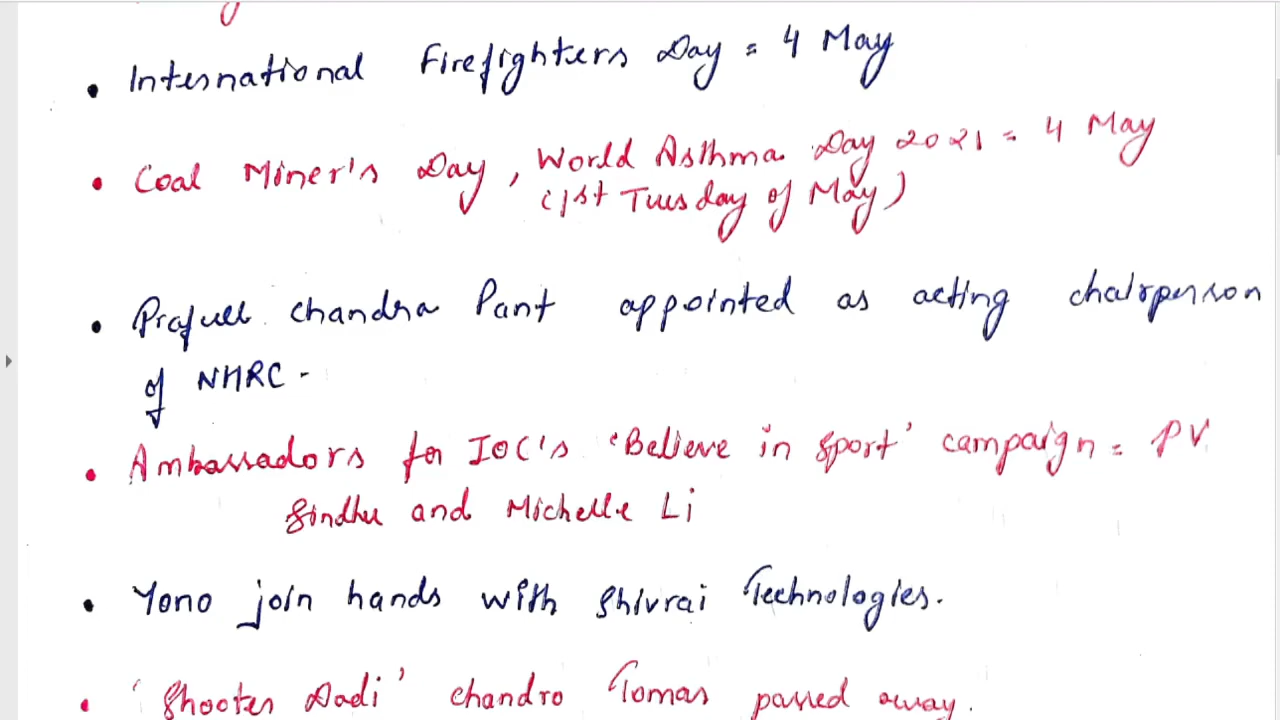 • International Firefighters Day = 4 May
• Coal Miner's Day, World Asthma Day 2021 = 4 May
(1st Tuesday of May)
• Prafull chandra Pant appointed as acting chairperson
of NHRC -
• Ambassadors for IOC's 'Believe in sport' campaign = PV
Sindhu and Michelle Li
• Yono join hands with Shivrai Technologies.
• 'Shooter Dadi' chandro Tomar passed away.